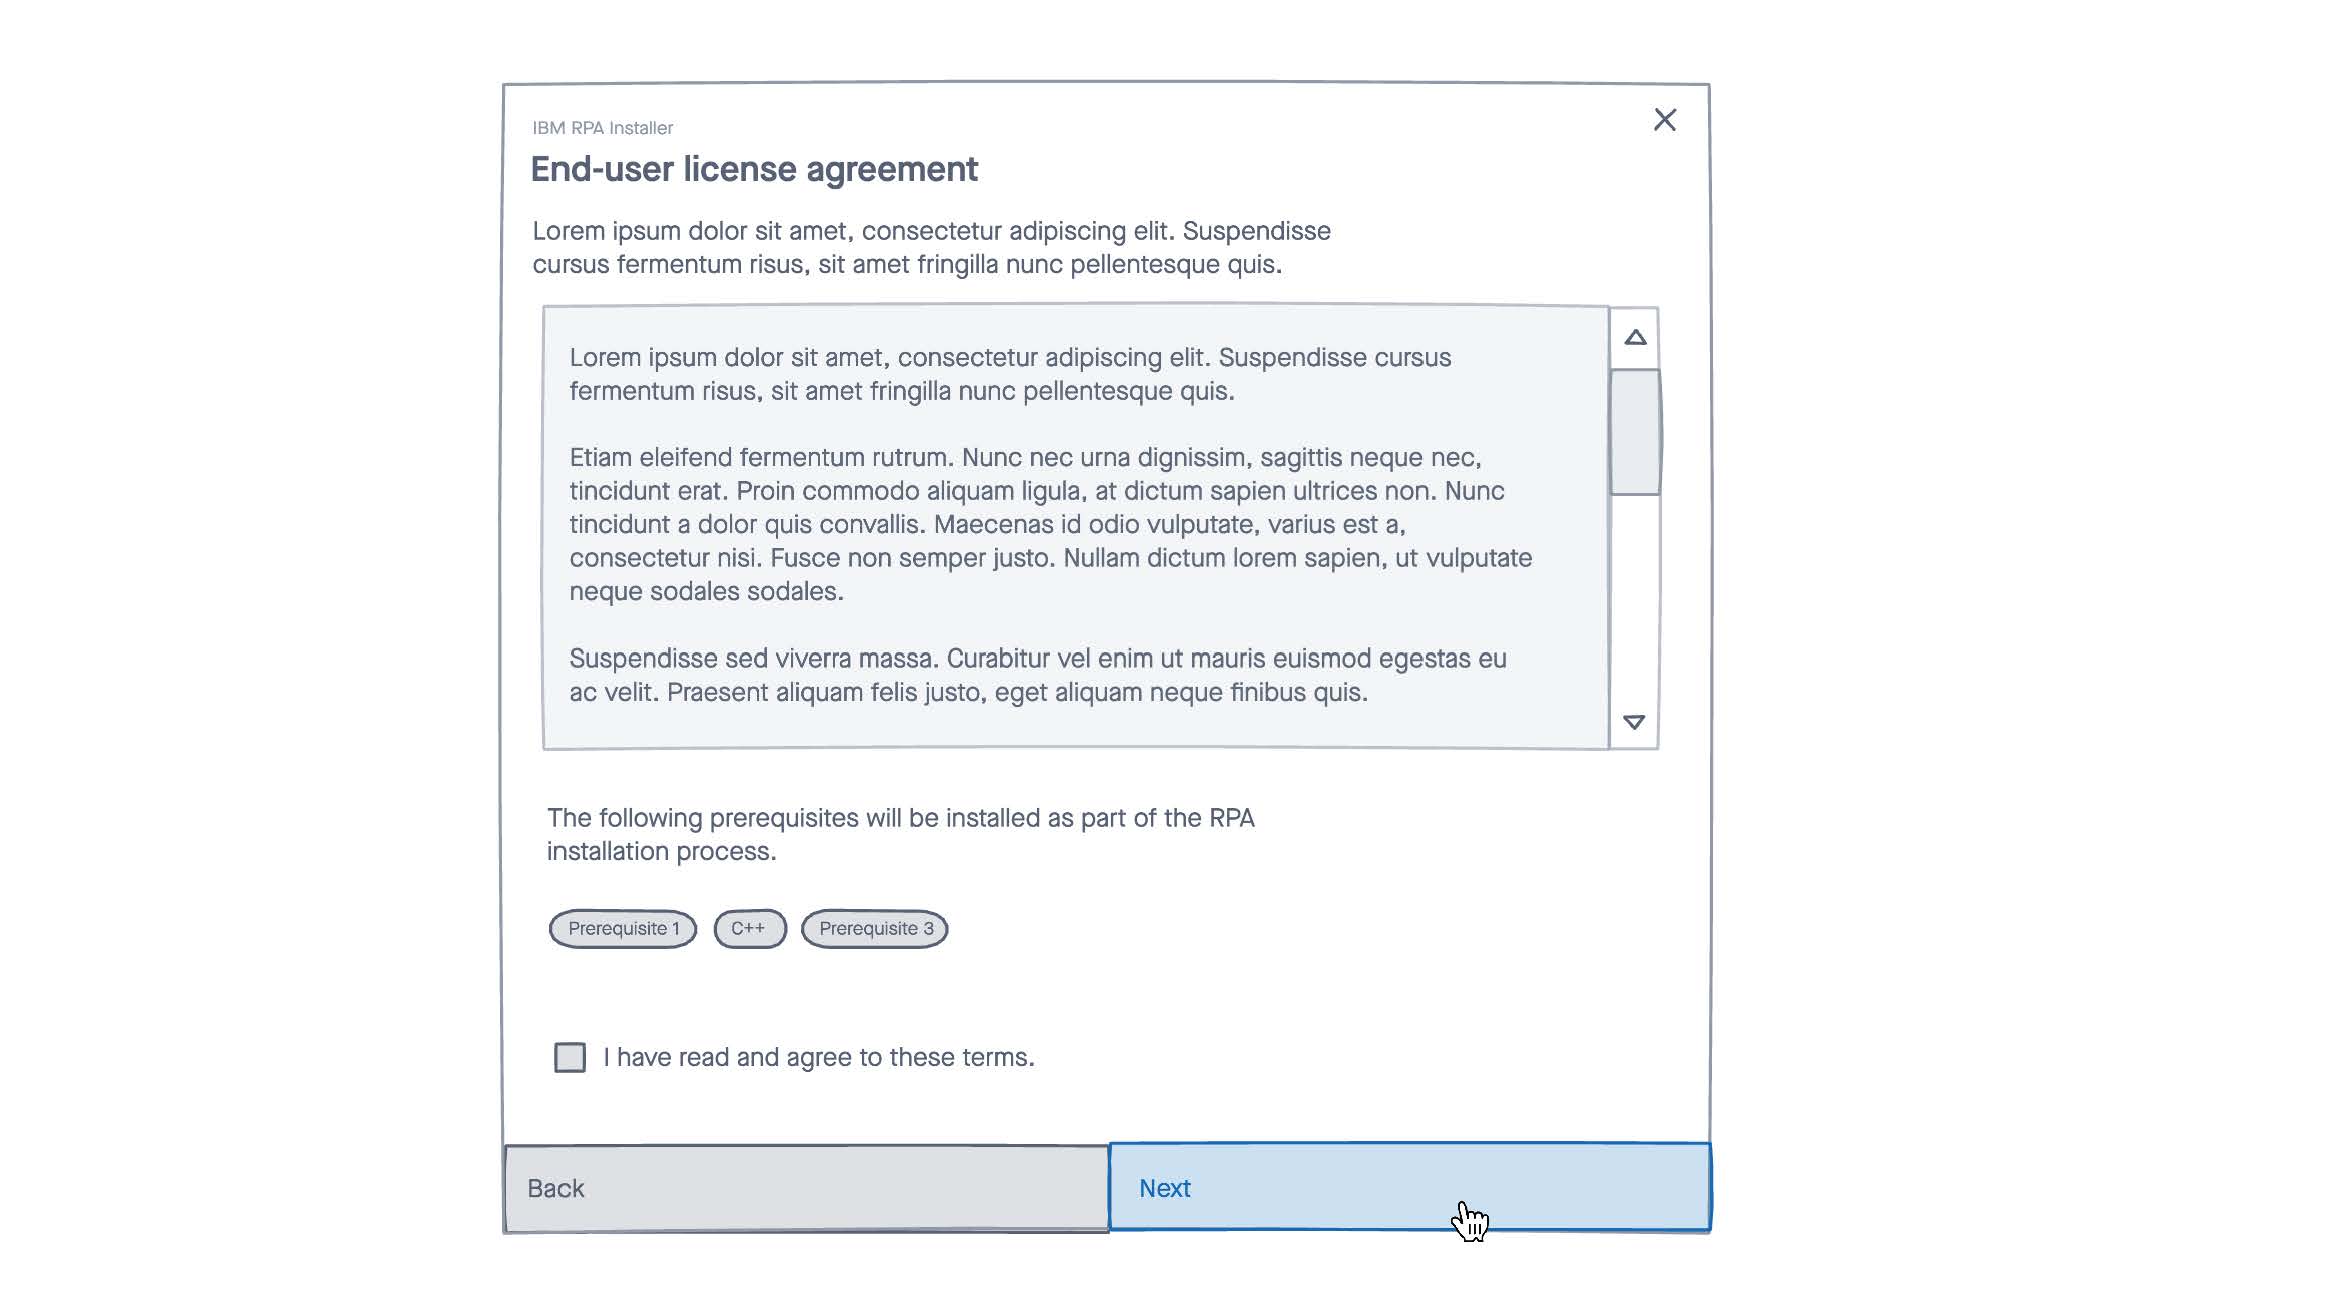 IBM RPA Installer
End-user license agreement
Lorem ipsum dolor sit amet, consectetur adipiscing elit. Suspendisse
cursus fermentum risus, sit amet fringilla nunc pellentesque quis.
Lorem ipsum dolor sit amet, consectetur adipiscing elit. Suspendisse cursus
fermentum risus, sit amet fringilla nunc pellentesque quis.
Etiam eleifend fermentum rutrum. Nunc nec urna dignissim, sagittis neque nec,
tincidunt erat. Proin commodo aliquam ligula, at dictum sapien ultrices non. Nunc
tincidunt a dolor quis convallis. Maecenas id odio vulputate, varius est a,
consectetur nisi. Fusce non semper justo. Nullam dictum lorem sapien, ut vulputate
neque sodales sodales.
Suspendisse sed viverra massa. Curabitur vel enim ut mauris euismod egestas eu
ac velit. Praesent aliquam felis justo, eget aliquam neque finibus quis.
The following prerequisites will be installed as part of the RPA
installation process.
Prerequisite 1 C++ Prerequisite 3
I have read and agree to these terms.
Back Next